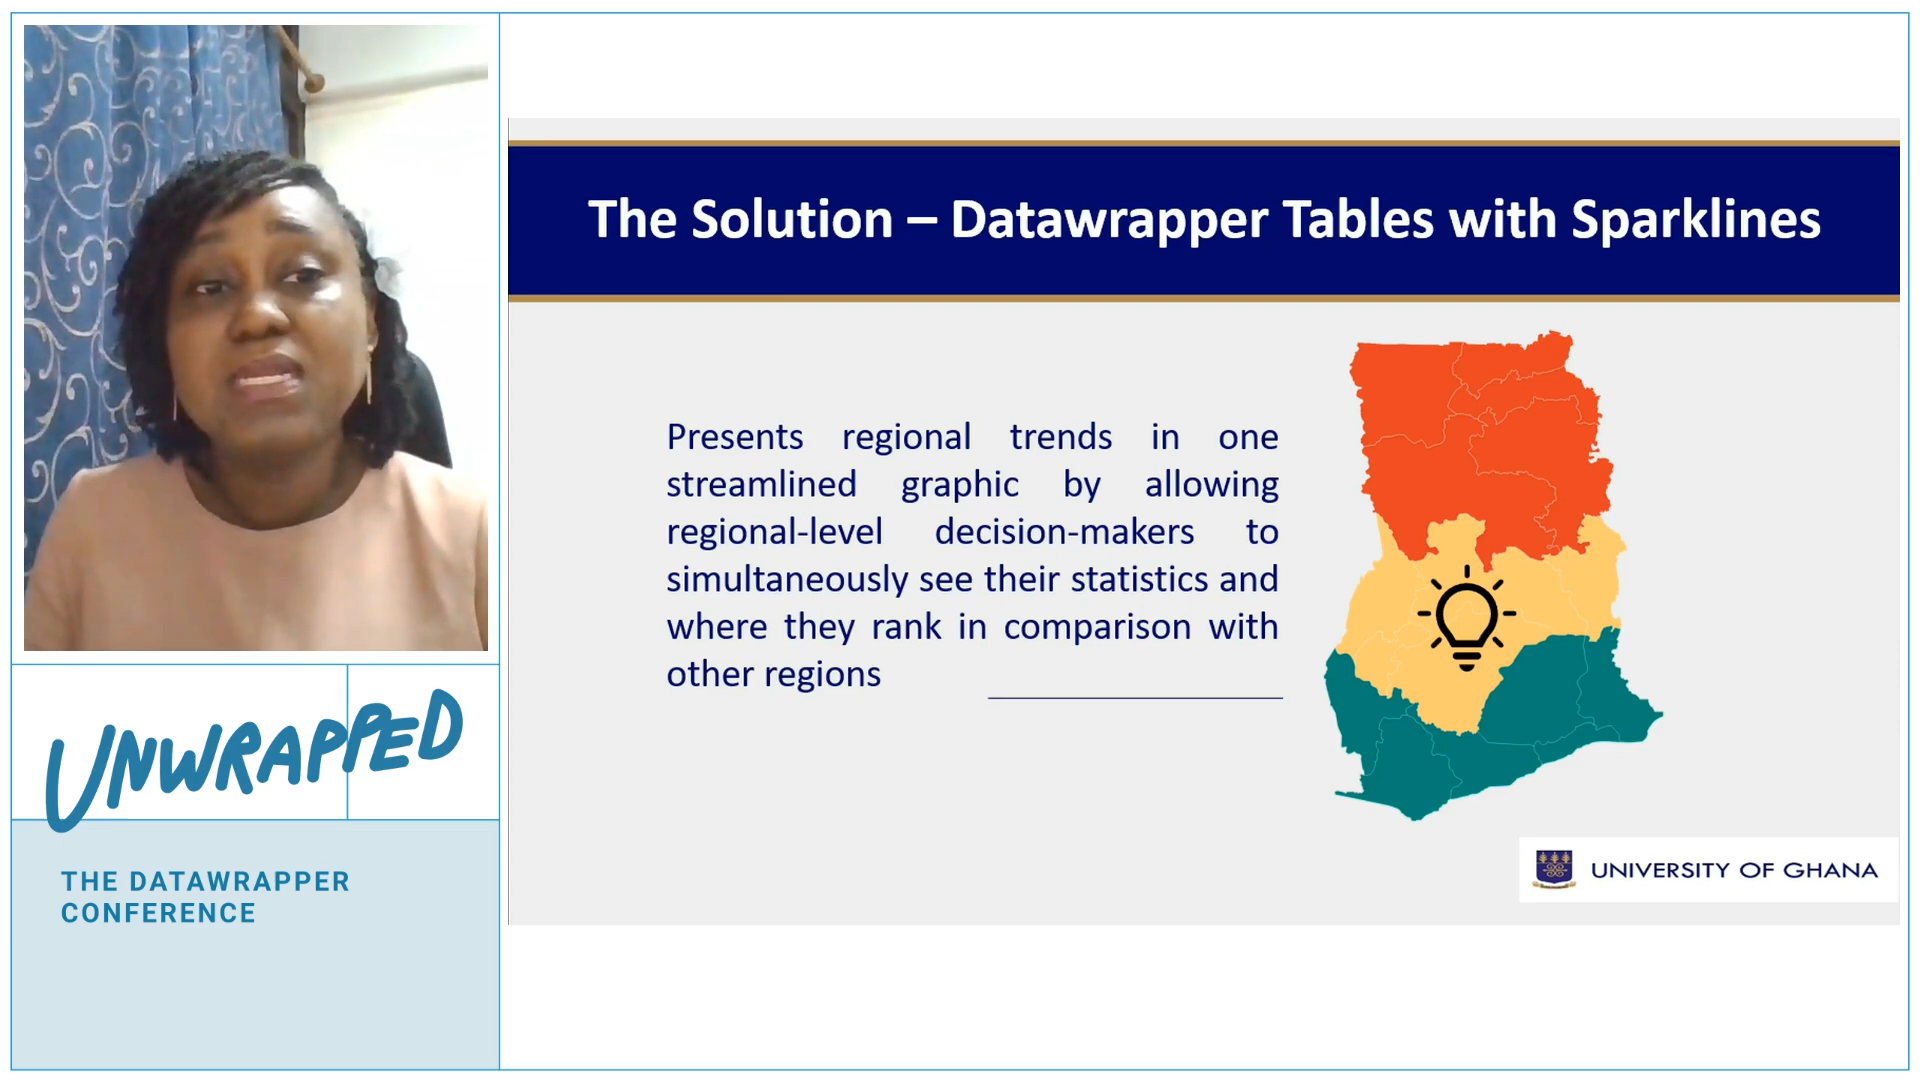 The Solution – Datawrapper Tables with Sparklines
Presents regional trends in one
streamlined graphic by allowing
regional-level decision-makers to
simultaneously see their statistics and
where they rank in comparison with
other regions
UNIVERSITY OF GHANA
UNWRAPPED
THE DATAWRAPPER
CONFERENCE